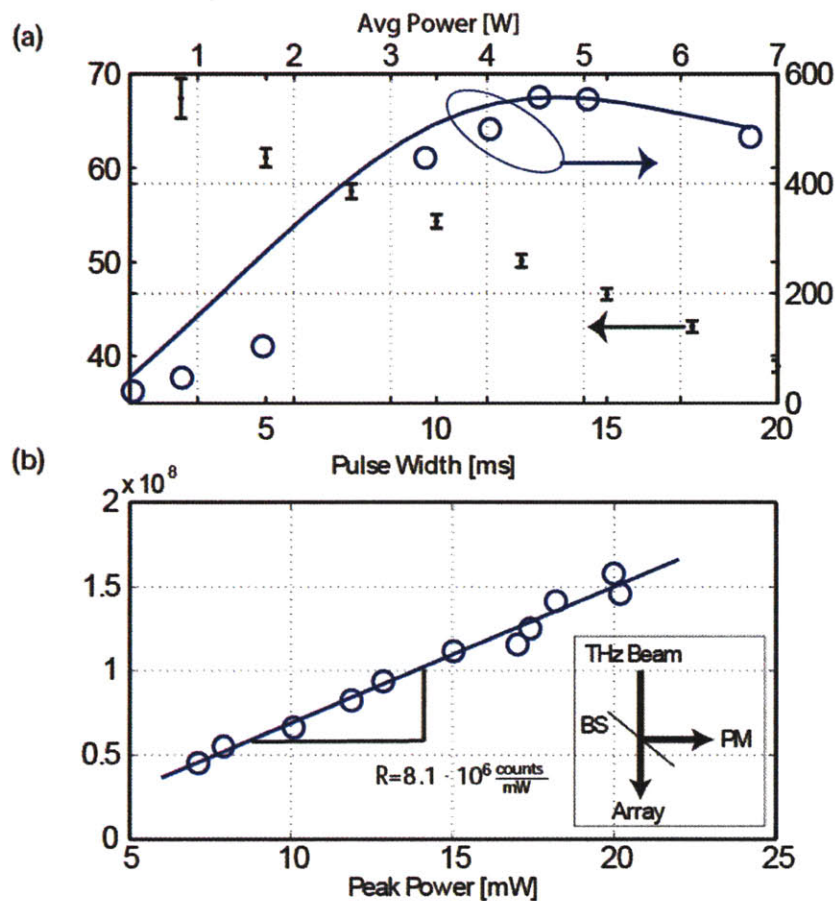 (a)
Avg Power [W]
1 2 3 4 5 6 7
70 600
60
400
50
200
40
0
5 10 15 20
Pulse Width [ms]
(b)
2 x 10^8
1.5
1
0.5
0
THz Beam
BS
PM
Array
R=8.1 · 10^6 counts/mW
5 10 15 20 25
Peak Power [mW]